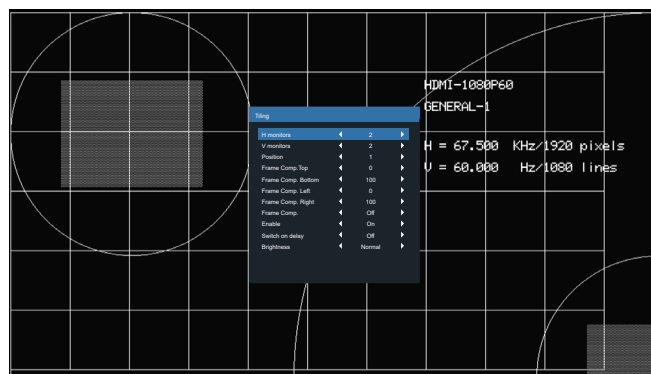 HDMI-1080P60
GENERAL-1
H = 67.500 KHz/1920 pixels
V = 60.000 Hz/1080 lines
Tiling
H monitors 2
V monitors 2
Position 1
Frame Comp.Top 0
Frame Comp. Bottom 100
Frame Comp. Left 0
Frame Comp. Right 100
Frame Comp. Off
Enable On
Switch on delay Off
Brightness Normal